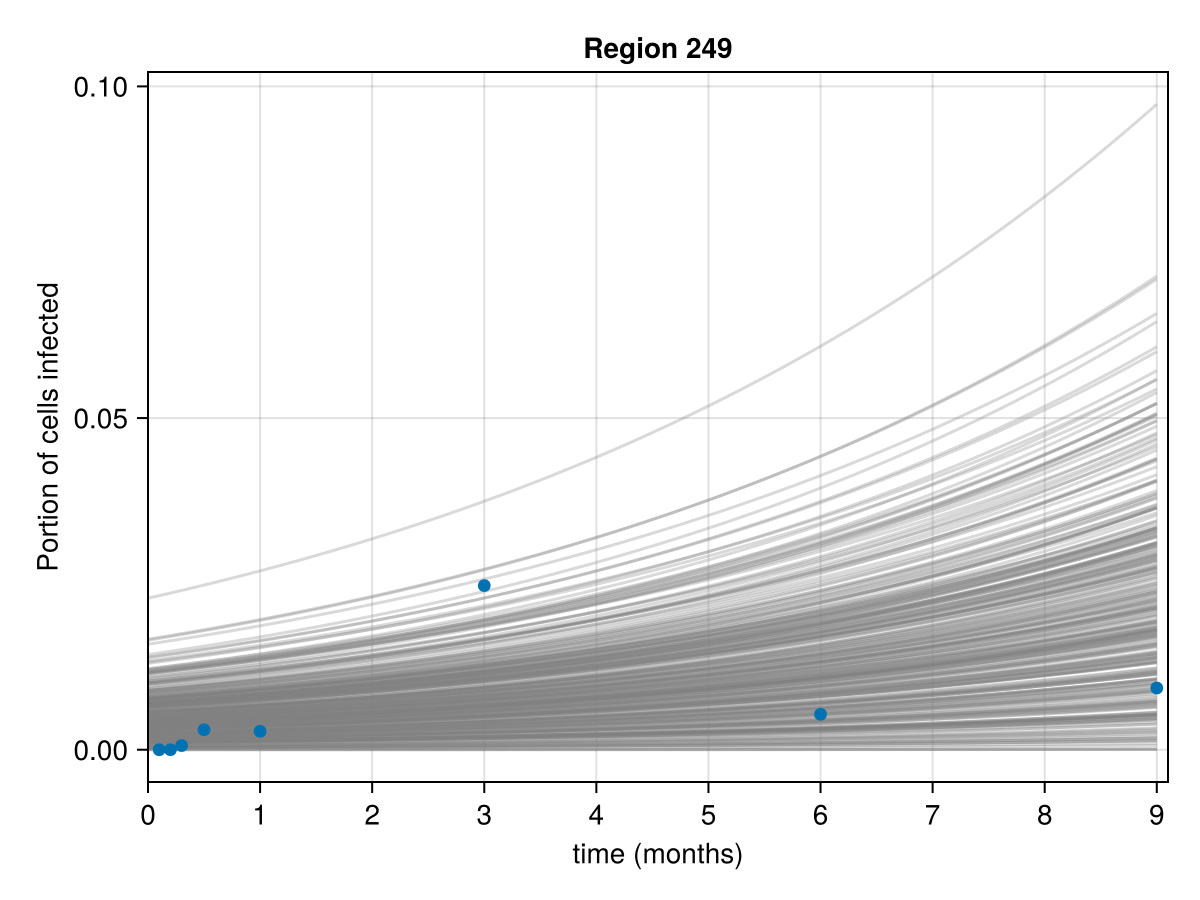 Region 249
0.10
0.05
0.00
Portion of cells infected
0 1 2 3 4 5 6 7 8 9
time (months)